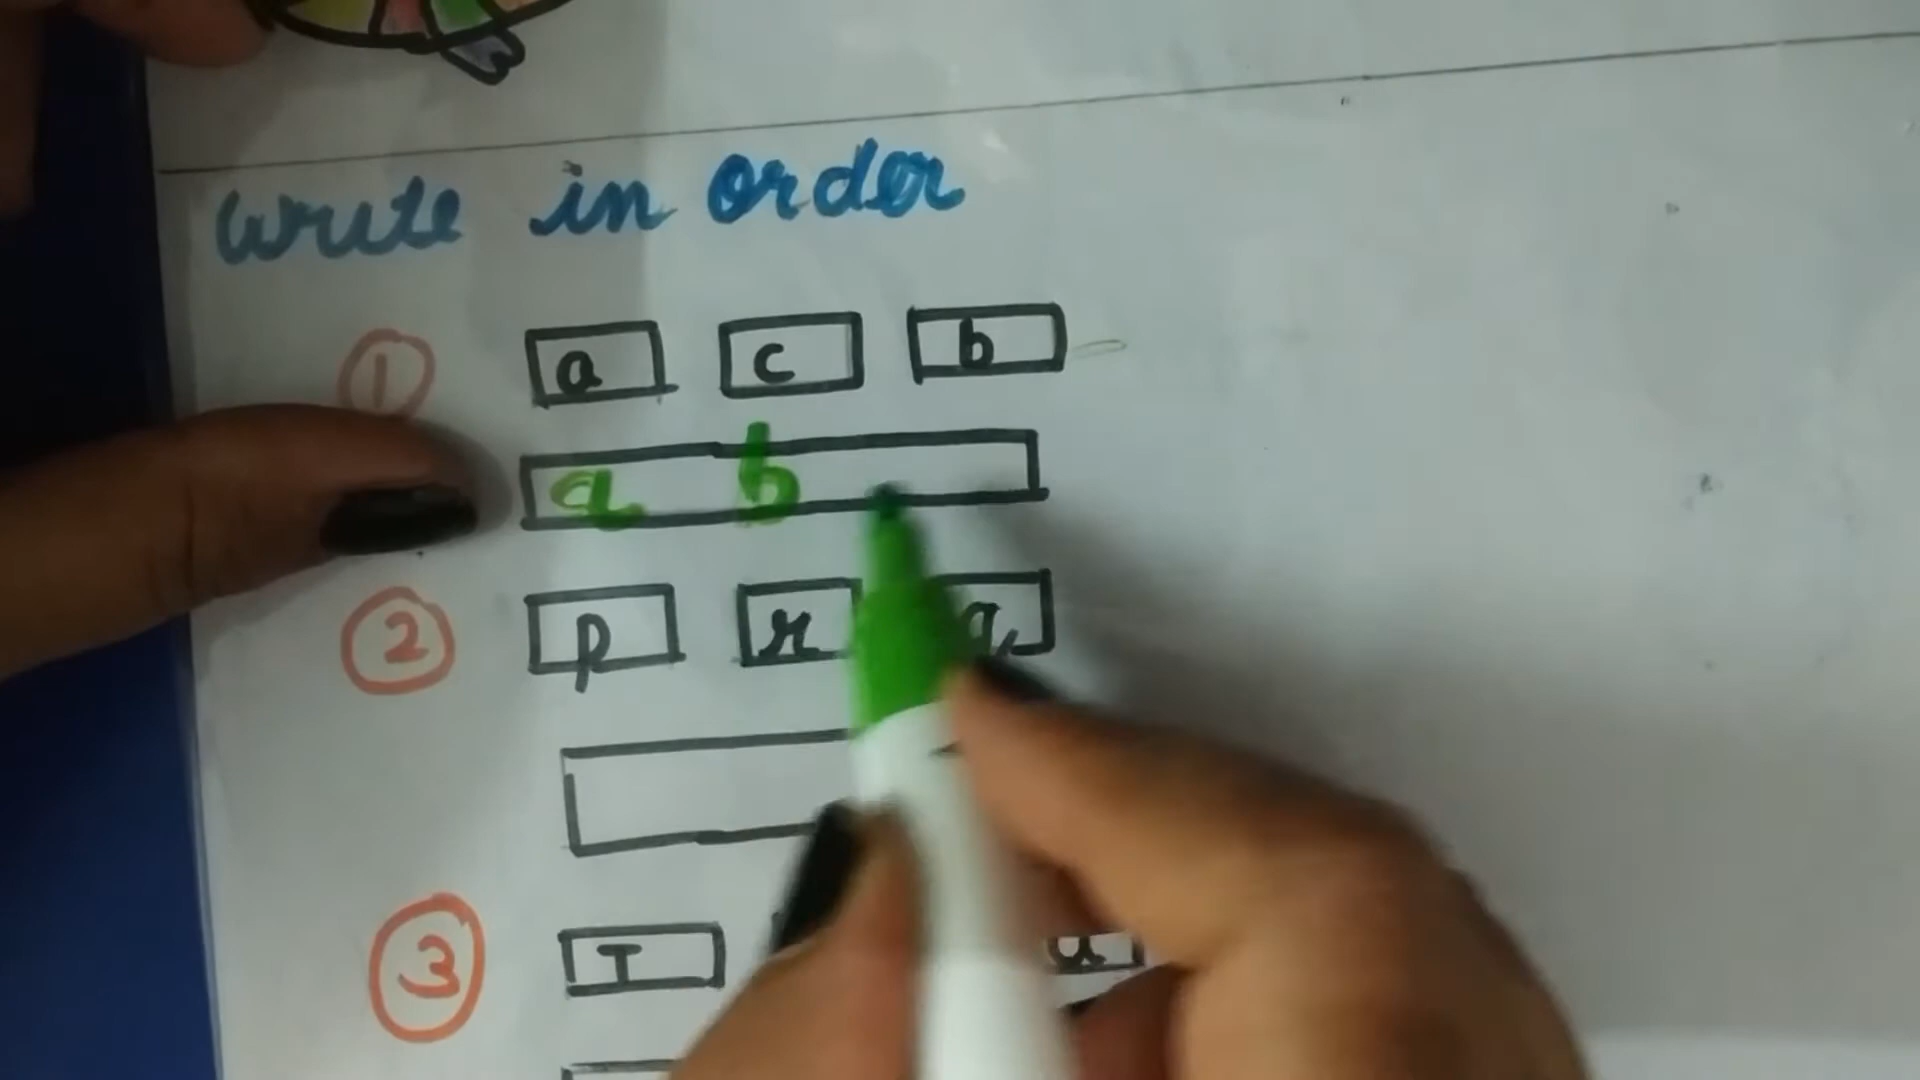 write in order
1 a c b
a b
2 p r q
3 T u